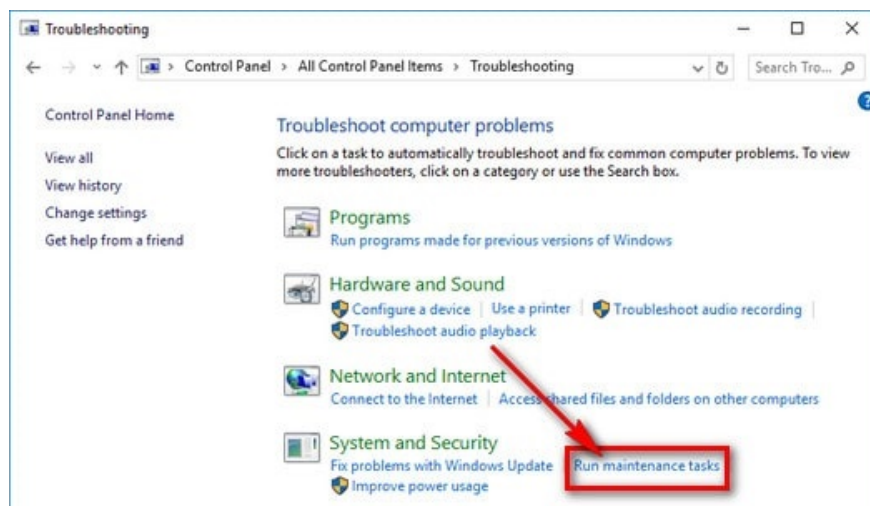 Troubleshooting
Control Panel > All Control Panel Items > Troubleshooting
Search Tro...
Control Panel Home
View all
View history
Change settings
Get help from a friend
?
Troubleshoot computer problems
Click on a task to automatically troubleshoot and fix common computer problems. To view
more troubleshooters, click on a category or use the Search box.
Programs
Run programs made for previous versions of Windows
Hardware and Sound
Configure a device | Use a printer | Troubleshoot audio recording |
Troubleshoot audio playback
Network and Internet
Connect to the Internet | Access shared files and folders on other computers
System and Security
Fix problems with Windows Update | Run maintenance tasks
Improve power usage